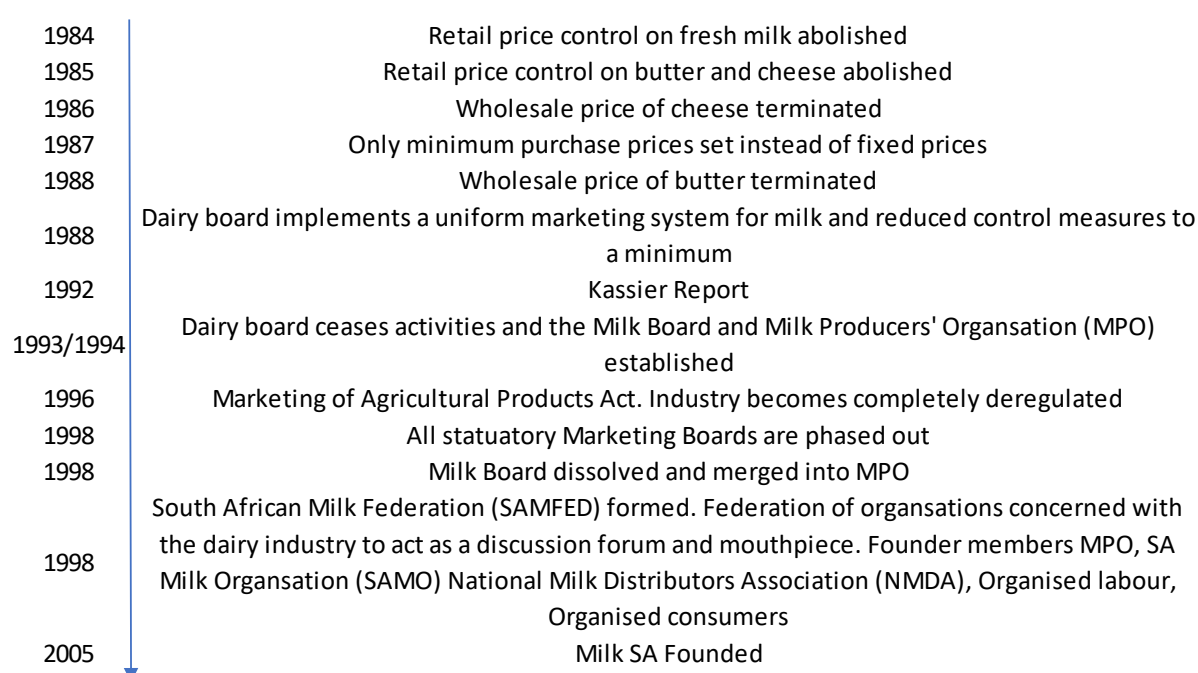 1984 Retail price control on fresh milk abolished
1985 Retail price control on butter and cheese abolished
1986 Wholesale price of cheese terminated
1987 Only minimum purchase prices set instead of fixed prices
1988 Wholesale price of butter terminated
1988 Dairy board implements a uniform marketing system for milk and reduced control measures to
a minimum
1992 Kassier Report
1993/1994 Dairy board ceases activities and the Milk Board and Milk Producers' Organsation (MPO)
established
1996 Marketing of Agricultural Products Act. Industry becomes completely deregulated
1998 All statuatory Marketing Boards are phased out
1998 Milk Board dissolved and merged into MPO
1998 South African Milk Federation (SAMFED) formed. Federation of organsations concerned with
the dairy industry to act as a discussion forum and mouthpiece. Founder members MPO, SA
Milk Organsation (SAMO) National Milk Distributors Association (NMDA), Organised labour,
Organised consumers
2005 Milk SA Founded